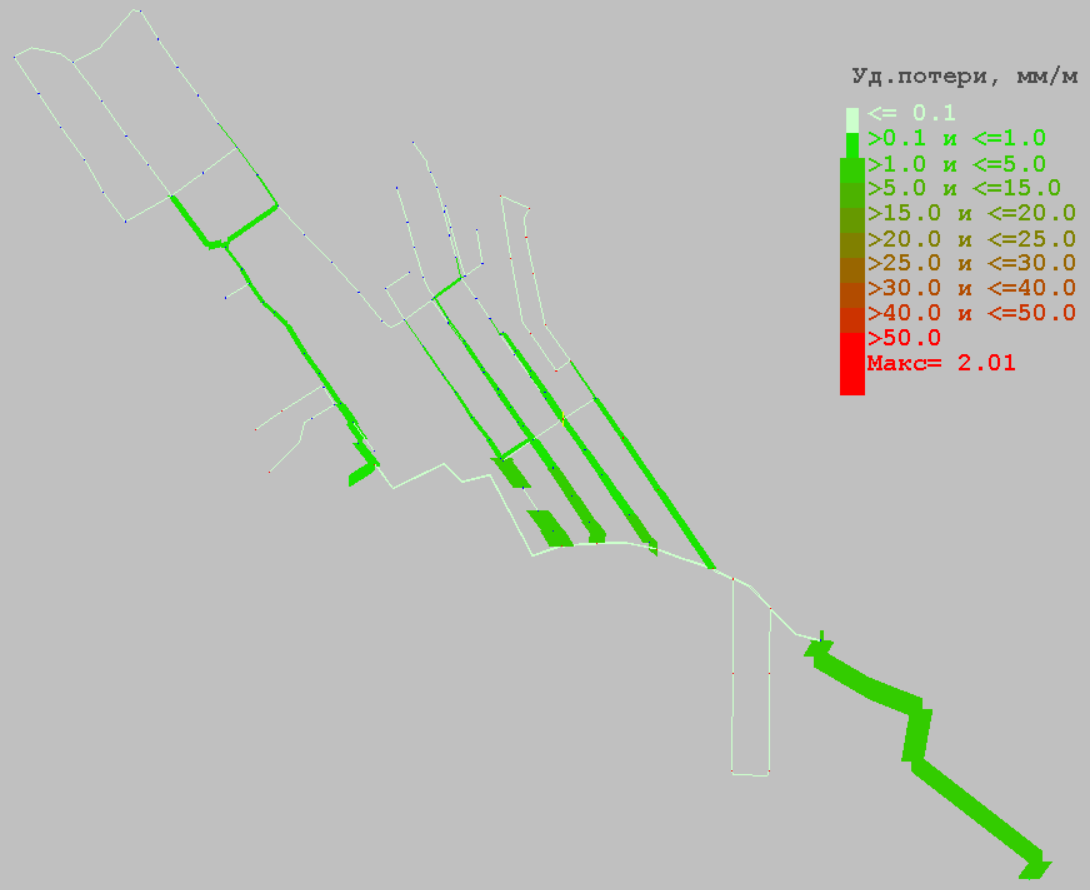 Уд.потери, мм/м
<= 0.1
>0.1 и <=1.0
>1.0 и <=5.0
>5.0 и <=15.0
>15.0 и <=20.0
>20.0 и <=25.0
>25.0 и <=30.0
>30.0 и <=40.0
>40.0 и <=50.0
>50.0
Макс= 2.01